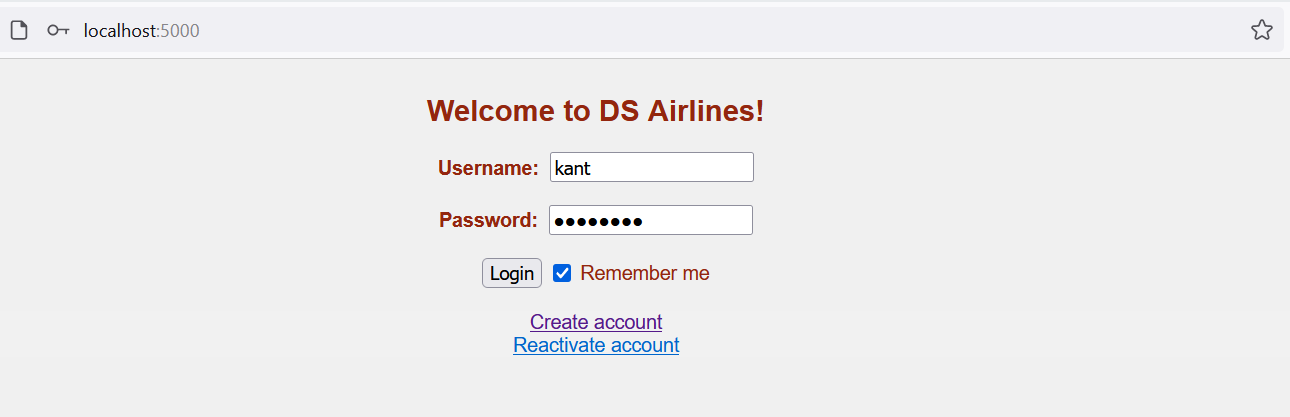 localhost:5000
Welcome to DS Airlines!
Username: kant
Password: ••••••••
Login Remember me
Create account
Reactivate account